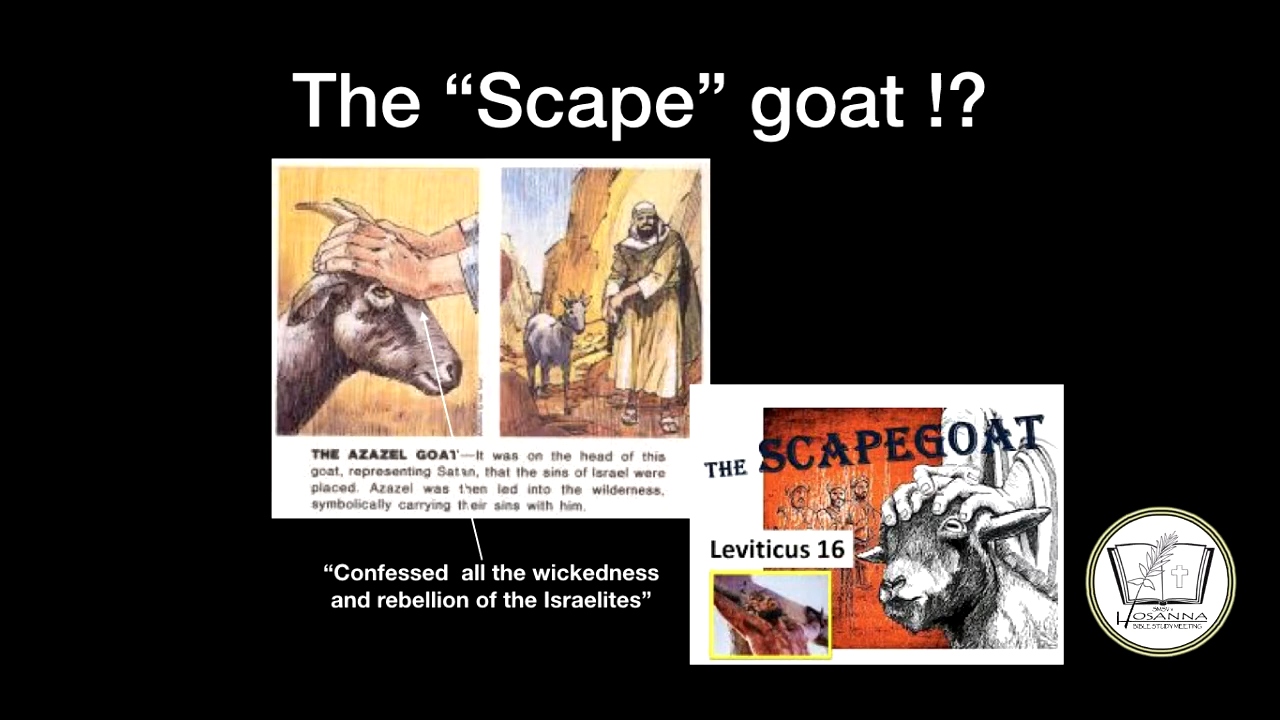 The “Scape” goat !?
THE AZAZEL GOAT—It was on the head of this
goat, representing Satan, that the sins of Israel were
placed. Azazel was then led into the wilderness,
symbolically carrying their sins with him.
“Confessed all the wickedness
and rebellion of the Israelites”
THE SCAPEGOAT
Leviticus 16
HOSANNA
BIBLE STUDY MEETING